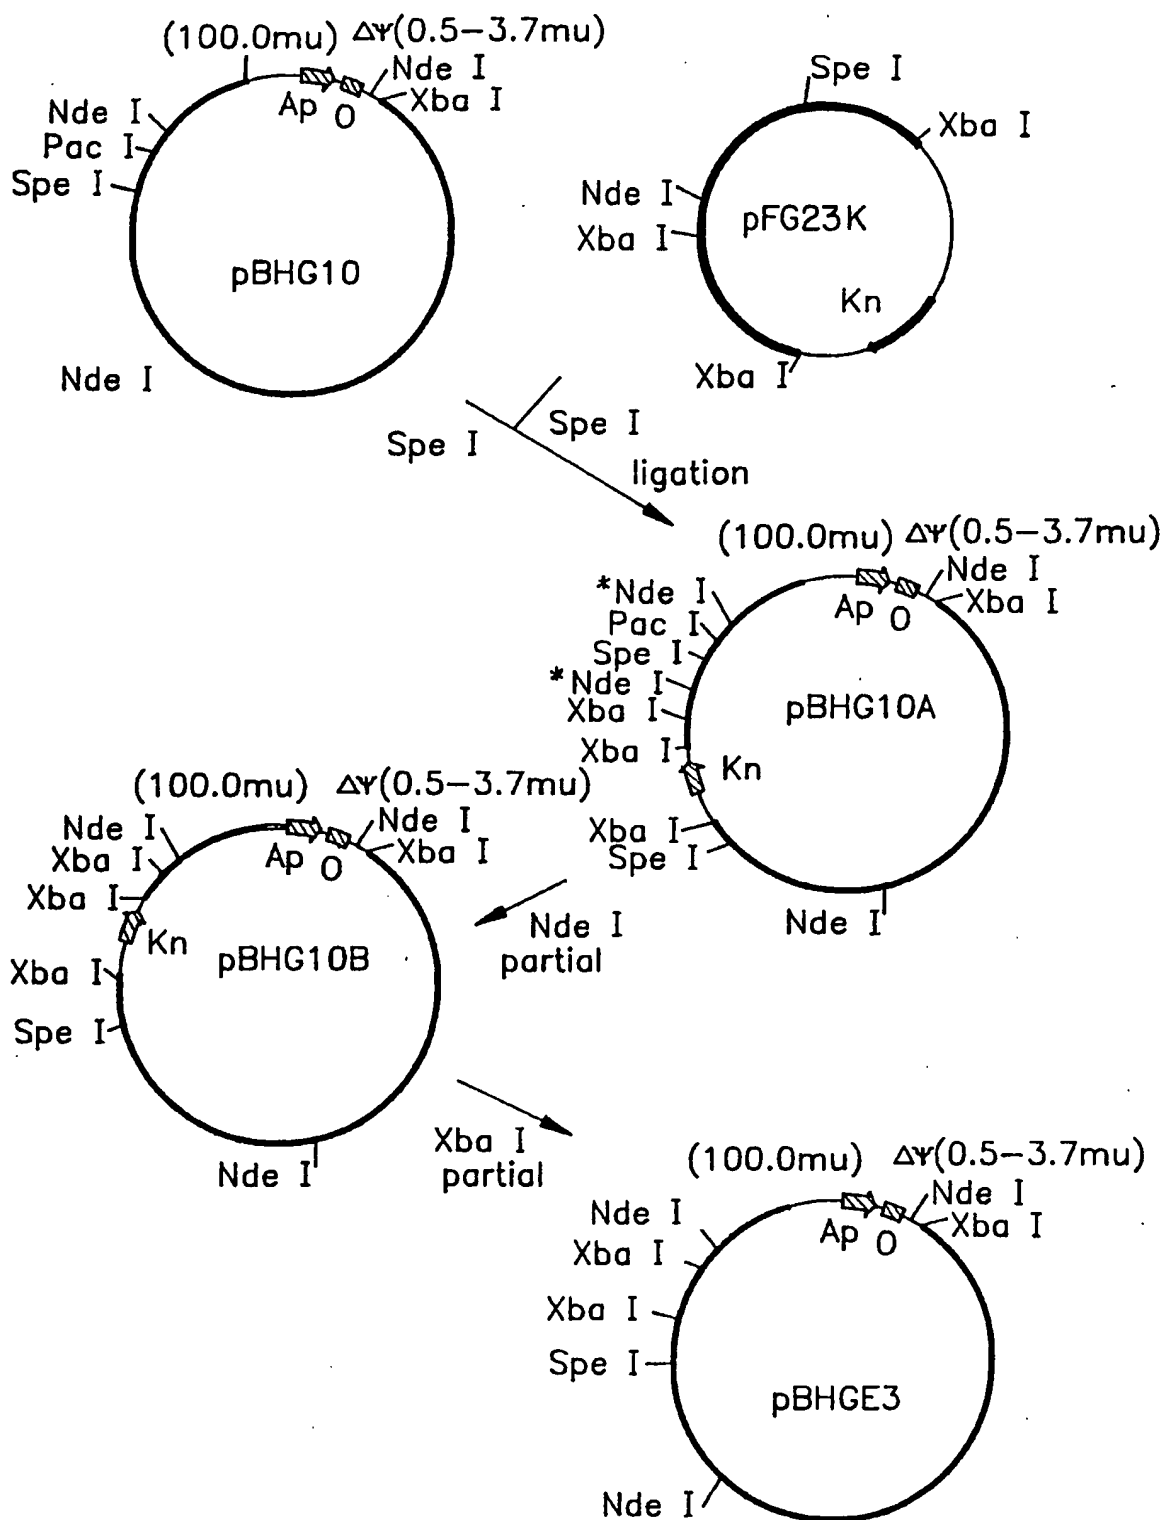 (100.0mu) ΔΨ(0.5-3.7mu)
Nde I
Xba I
Ap O
Nde I
Pac I
Spe I
pBHG10
Nde I
Spe I
Xba I
Nde I
Xba I
pFG23K
Kn
Xba I
Spe I
Spe I
ligation
(100.0mu) ΔΨ(0.5-3.7mu)
Nde I
Xba I
Ap O
*Nde I
Pac I
Spe I
*Nde I
Xba I
Xba I
Kn
pBHG10A
Xba I
Spe I
Nde I
Nde I
partial
(100.0mu) ΔΨ(0.5-3.7mu)
Nde I
Xba I
Ap O
Nde I
Xba I
Xba I
Kn
pBHG10B
Xba I
Spe I
Nde I
Xba I
partial
(100.0mu) ΔΨ(0.5-3.7mu)
Nde I
Xba I
Ap O
Nde I
Xba I
Xba I
Spe I
pBHGE3
Nde I